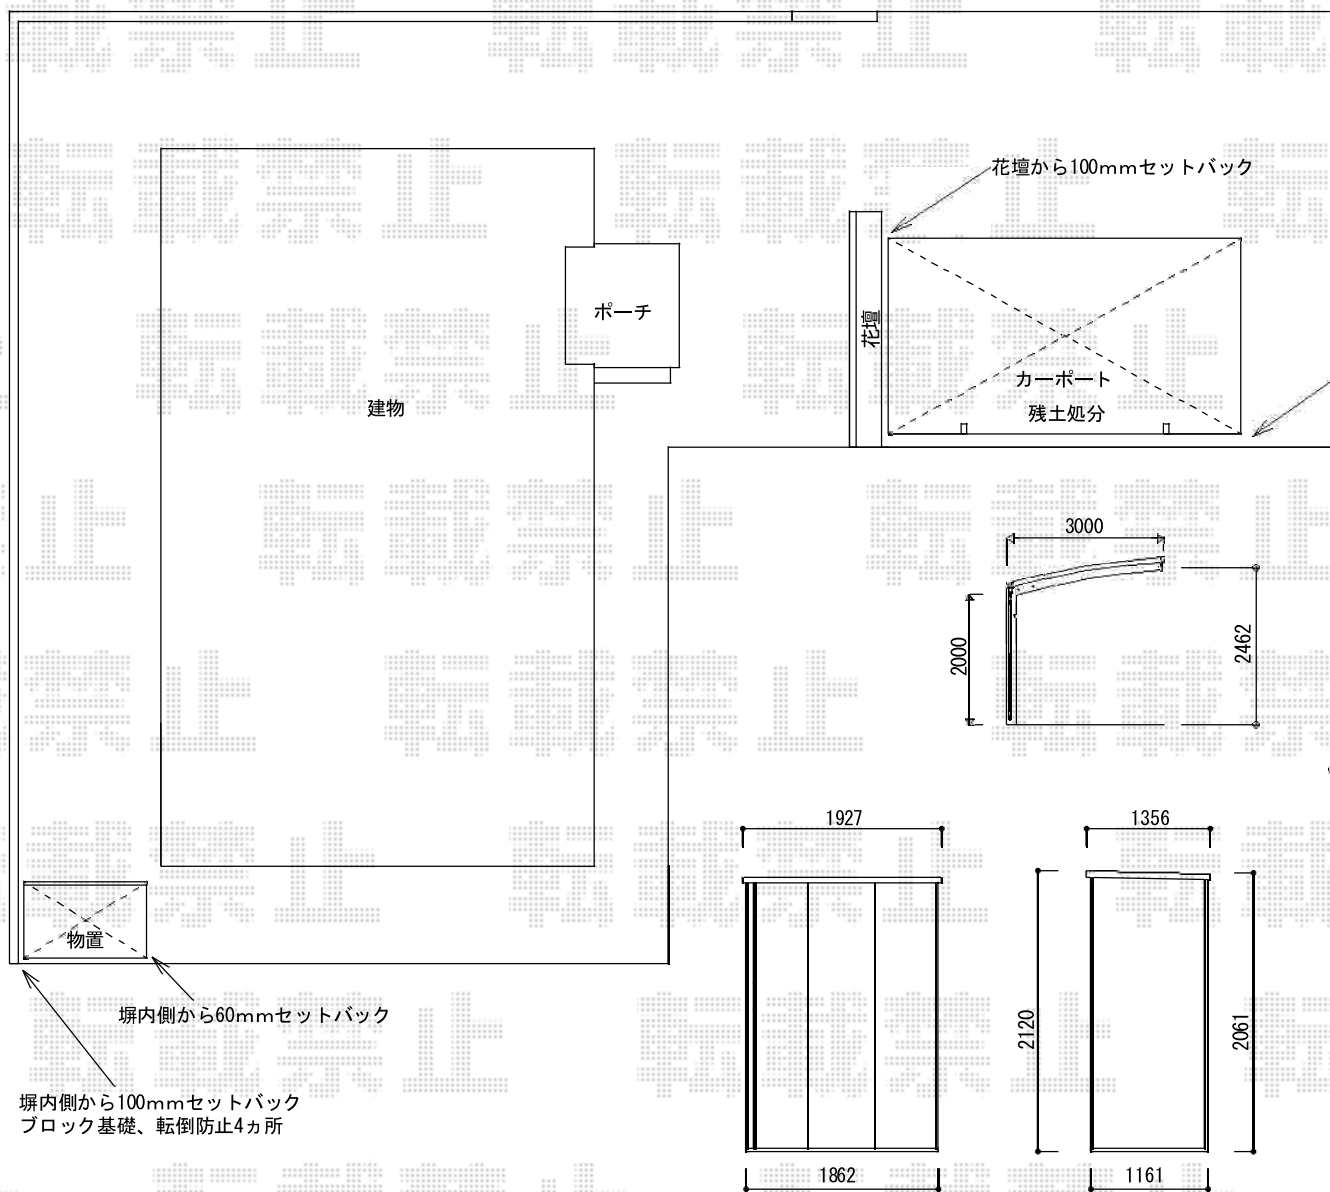 花壇から100mmセットバック
ポーチ
花壇
カーポート
残土処分
建物
3000
2000
2462
1927
1356
物置
2120
2061
塀内側から60mmセットバック
塀内側から100mmセットバック
ブロック基礎、転倒防止4ヵ所
1862
1161
転載禁止